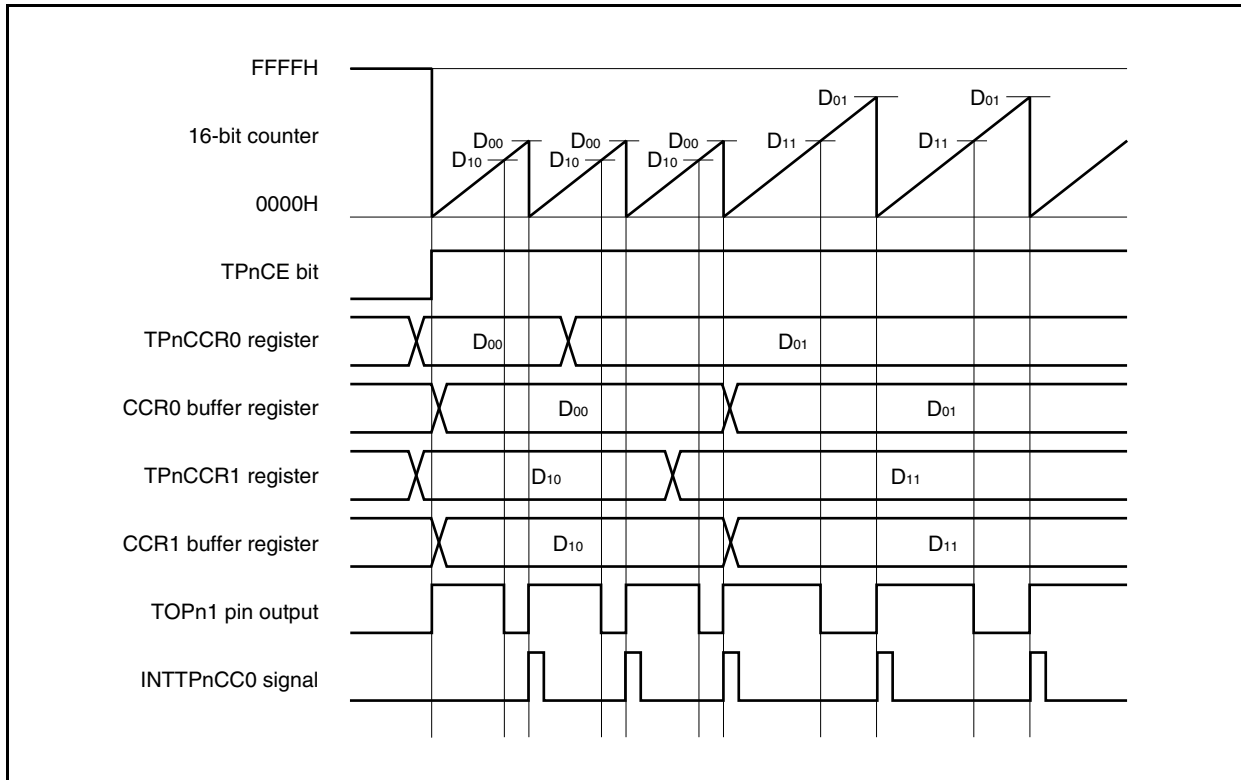 FFFFH
D01 D01
16-bit counter D00 D00 D00 D11 D11
D10 D10 D10
0000H
TPnCE bit
TPnCCR0 register D00 D01
CCR0 buffer register D00 D01
TPnCCR1 register D10 D11
CCR1 buffer register D10 D11
TOPn1 pin output
INTTPnCC0 signal